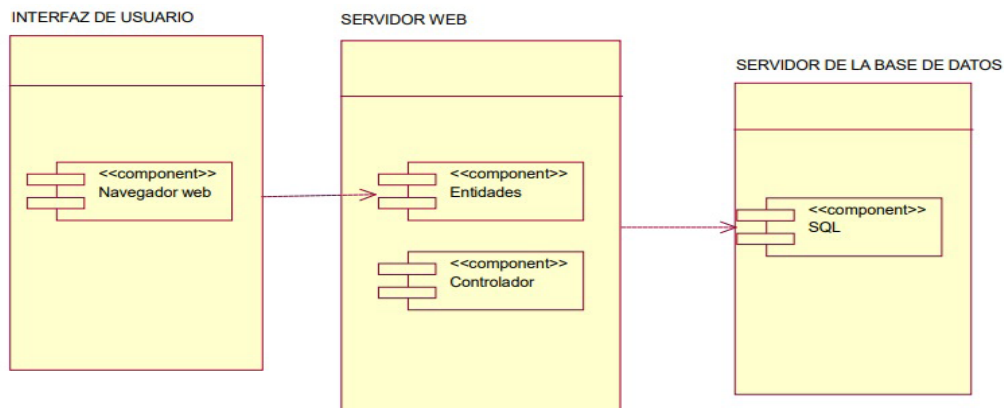 INTERFAZ DE USUARIO
SERVIDOR WEB
SERVIDOR DE LA BASE DE DATOS
<<component>>
Navegador web
<<component>>
Entidades
<<component>>
Controlador
<<component>>
SQL